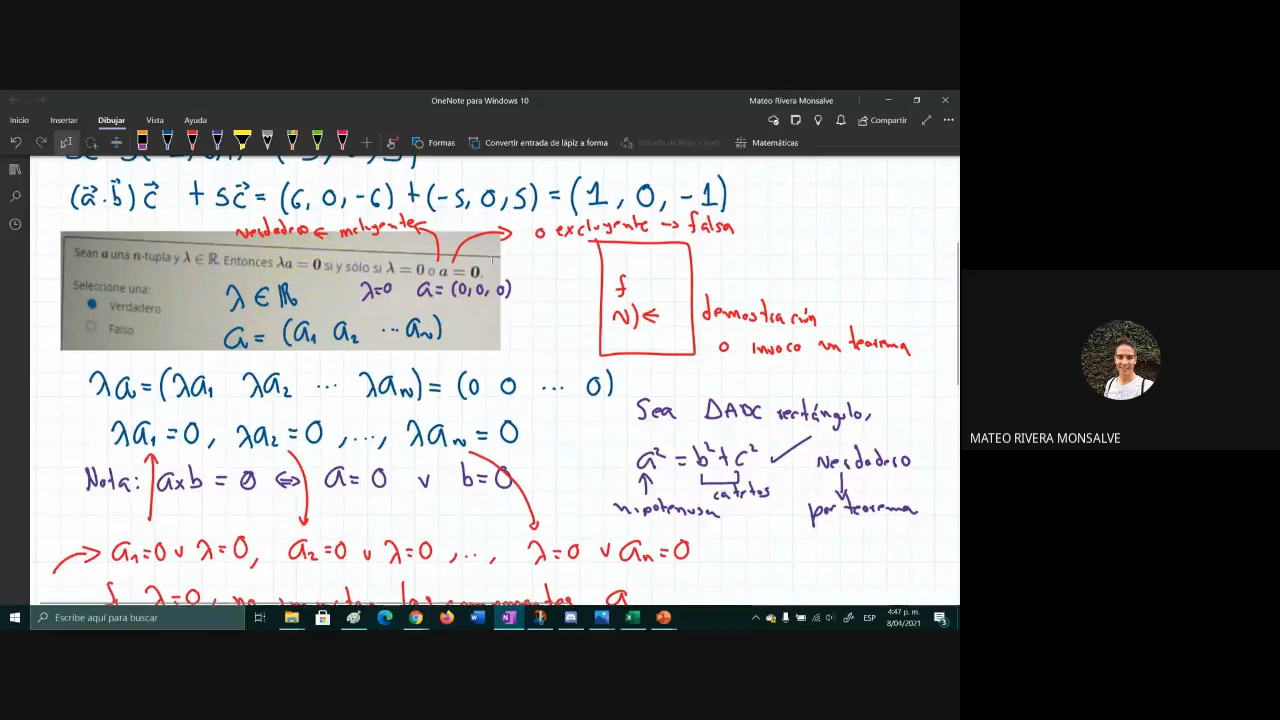 OneNote para Windows 10
Mateo Rivera Monsalve
Inicio Insertar Dibujar Vista Ayuda
Compartir
Formas Convertir entrada de lápiz a forma Matemáticas
(a⃗·b⃗)c⃗ + 5c⃗ = (6, 0, -6) + (-5, 0, 5) = (1, 0, -1)
verdadero ← incluyente
o excluyente → falsa
Sean a una n-tupla y λ ∈ ℝ. Entonces λa = 0 si y sólo si λ = 0 o a = 0.
Seleccione una:
Verdadero
Falso
λ ∈ ℝ
λ=0 a = (0, 0, 0)
a = (a₁ a₂ ... aₙ)
f
v) ←
demostración
o invoco un teorema
λa = (λa₁ λa₂ ... λaₙ) = (0 0 ... 0)
λa₁ = 0, λa₂ = 0, ..., λaₙ = 0
Nota: axb = 0 ⇔ a = 0 v b = 0
Sea rectángulo,
a² = b² + c² ✓
catetos
hipotenusa
Verdadero
por teorema
a₁=0 v λ=0, a₂=0 v λ=0, ..., λ=0 v aₙ=0
λ=0, las componentes a
MATEO RIVERA MONSALVE
Escribe aquí para buscar
ESP
4:47 p. m.
8/04/2021